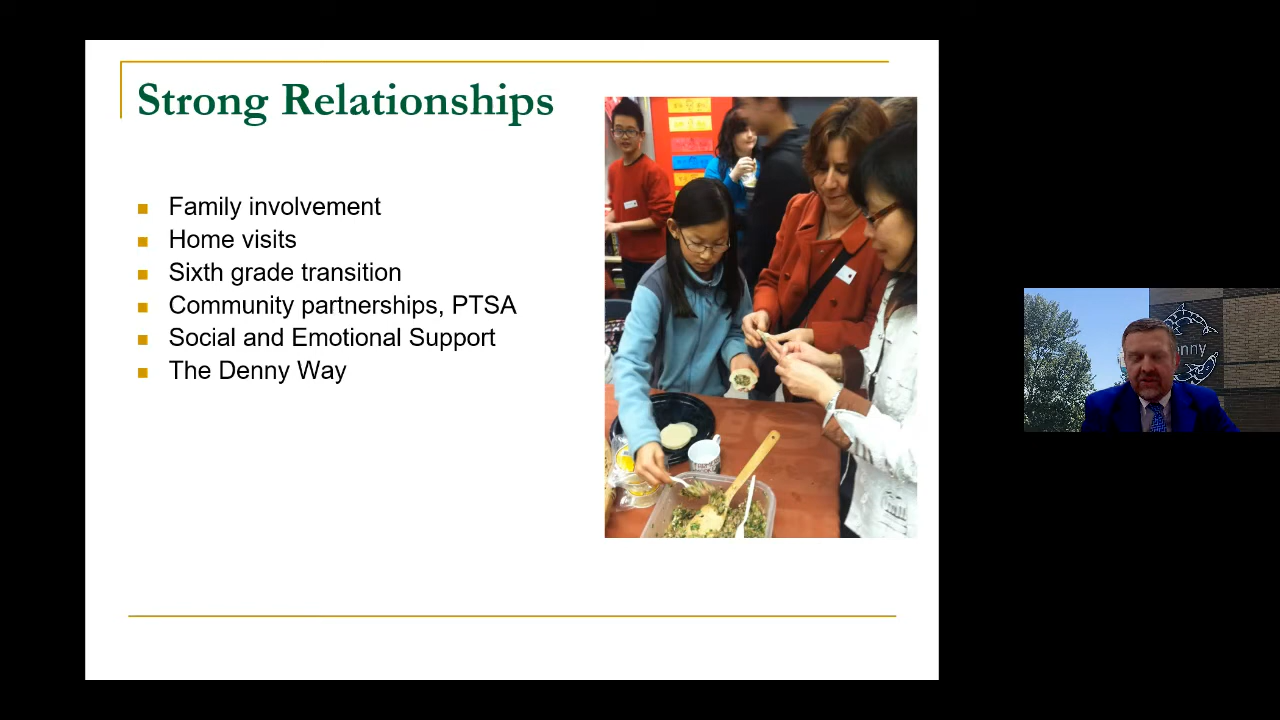 Strong Relationships
Family involvement
Home visits
Sixth grade transition
Community partnerships, PTSA
Social and Emotional Support
The Denny Way
enny